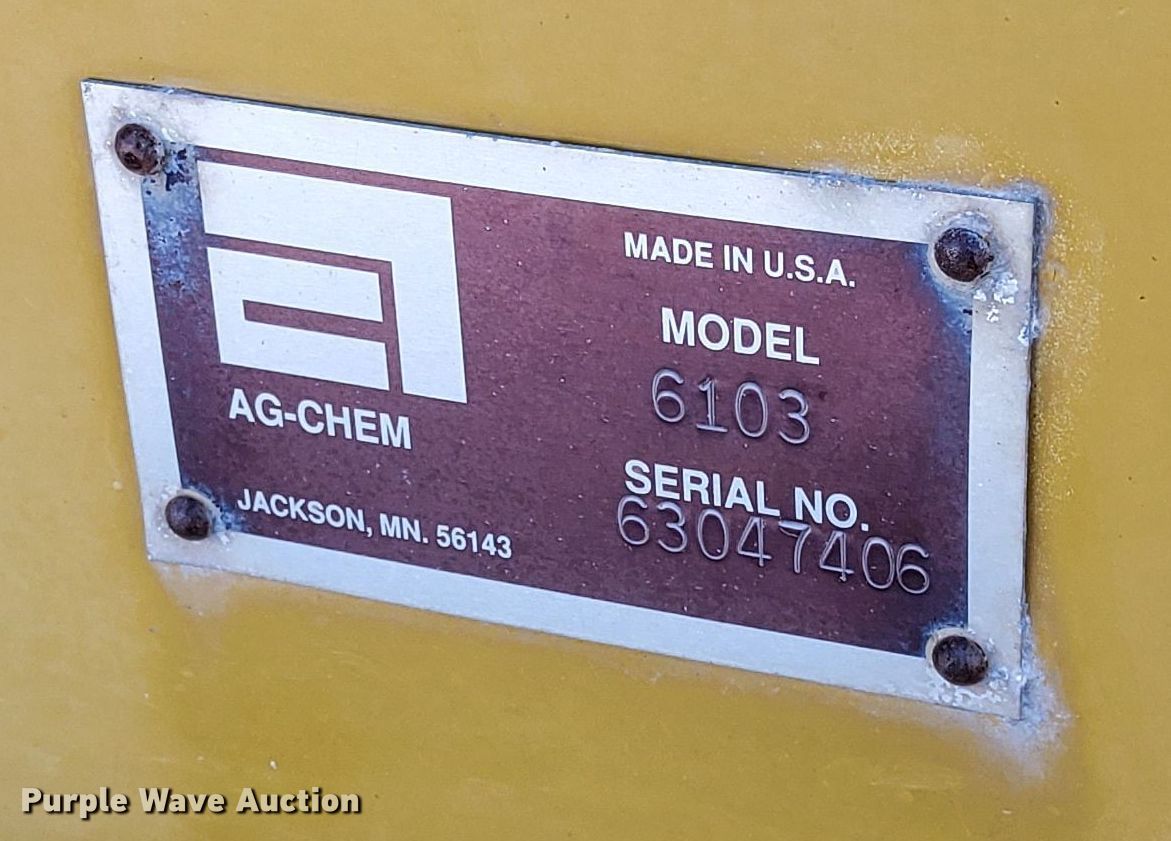 AG-CHEM
JACKSON, MN. 56143
MADE IN U.S.A.
MODEL
6103
SERIAL NO.
63047406
Purple Wave Auction